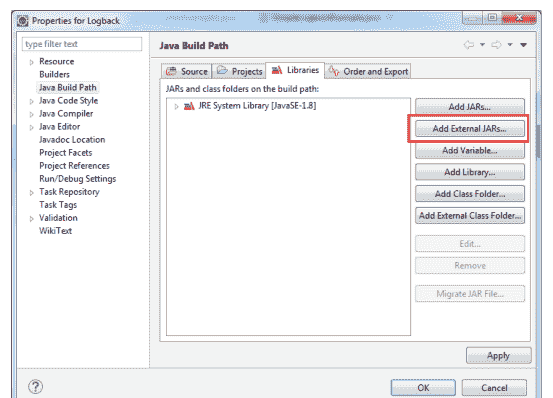 Properties for Logback
type filter text
Resource
Builders
Java Build Path
Java Code Style
Java Compiler
Java Editor
Javadoc Location
Project Facets
Project References
Run/Debug Settings
Task Repository
Task Tags
Validation
WikiText
Java Build Path
Source Projects Libraries Order and Export
JARs and class folders on the build path:
JRE System Library [JavaSE-1.8]
Add JARs...
Add External JARs...
Add Variable...
Add Library...
Add Class Folder...
Add External Class Folder...
Edit...
Remove
Migrate JAR File...
Apply
?
OK Cancel